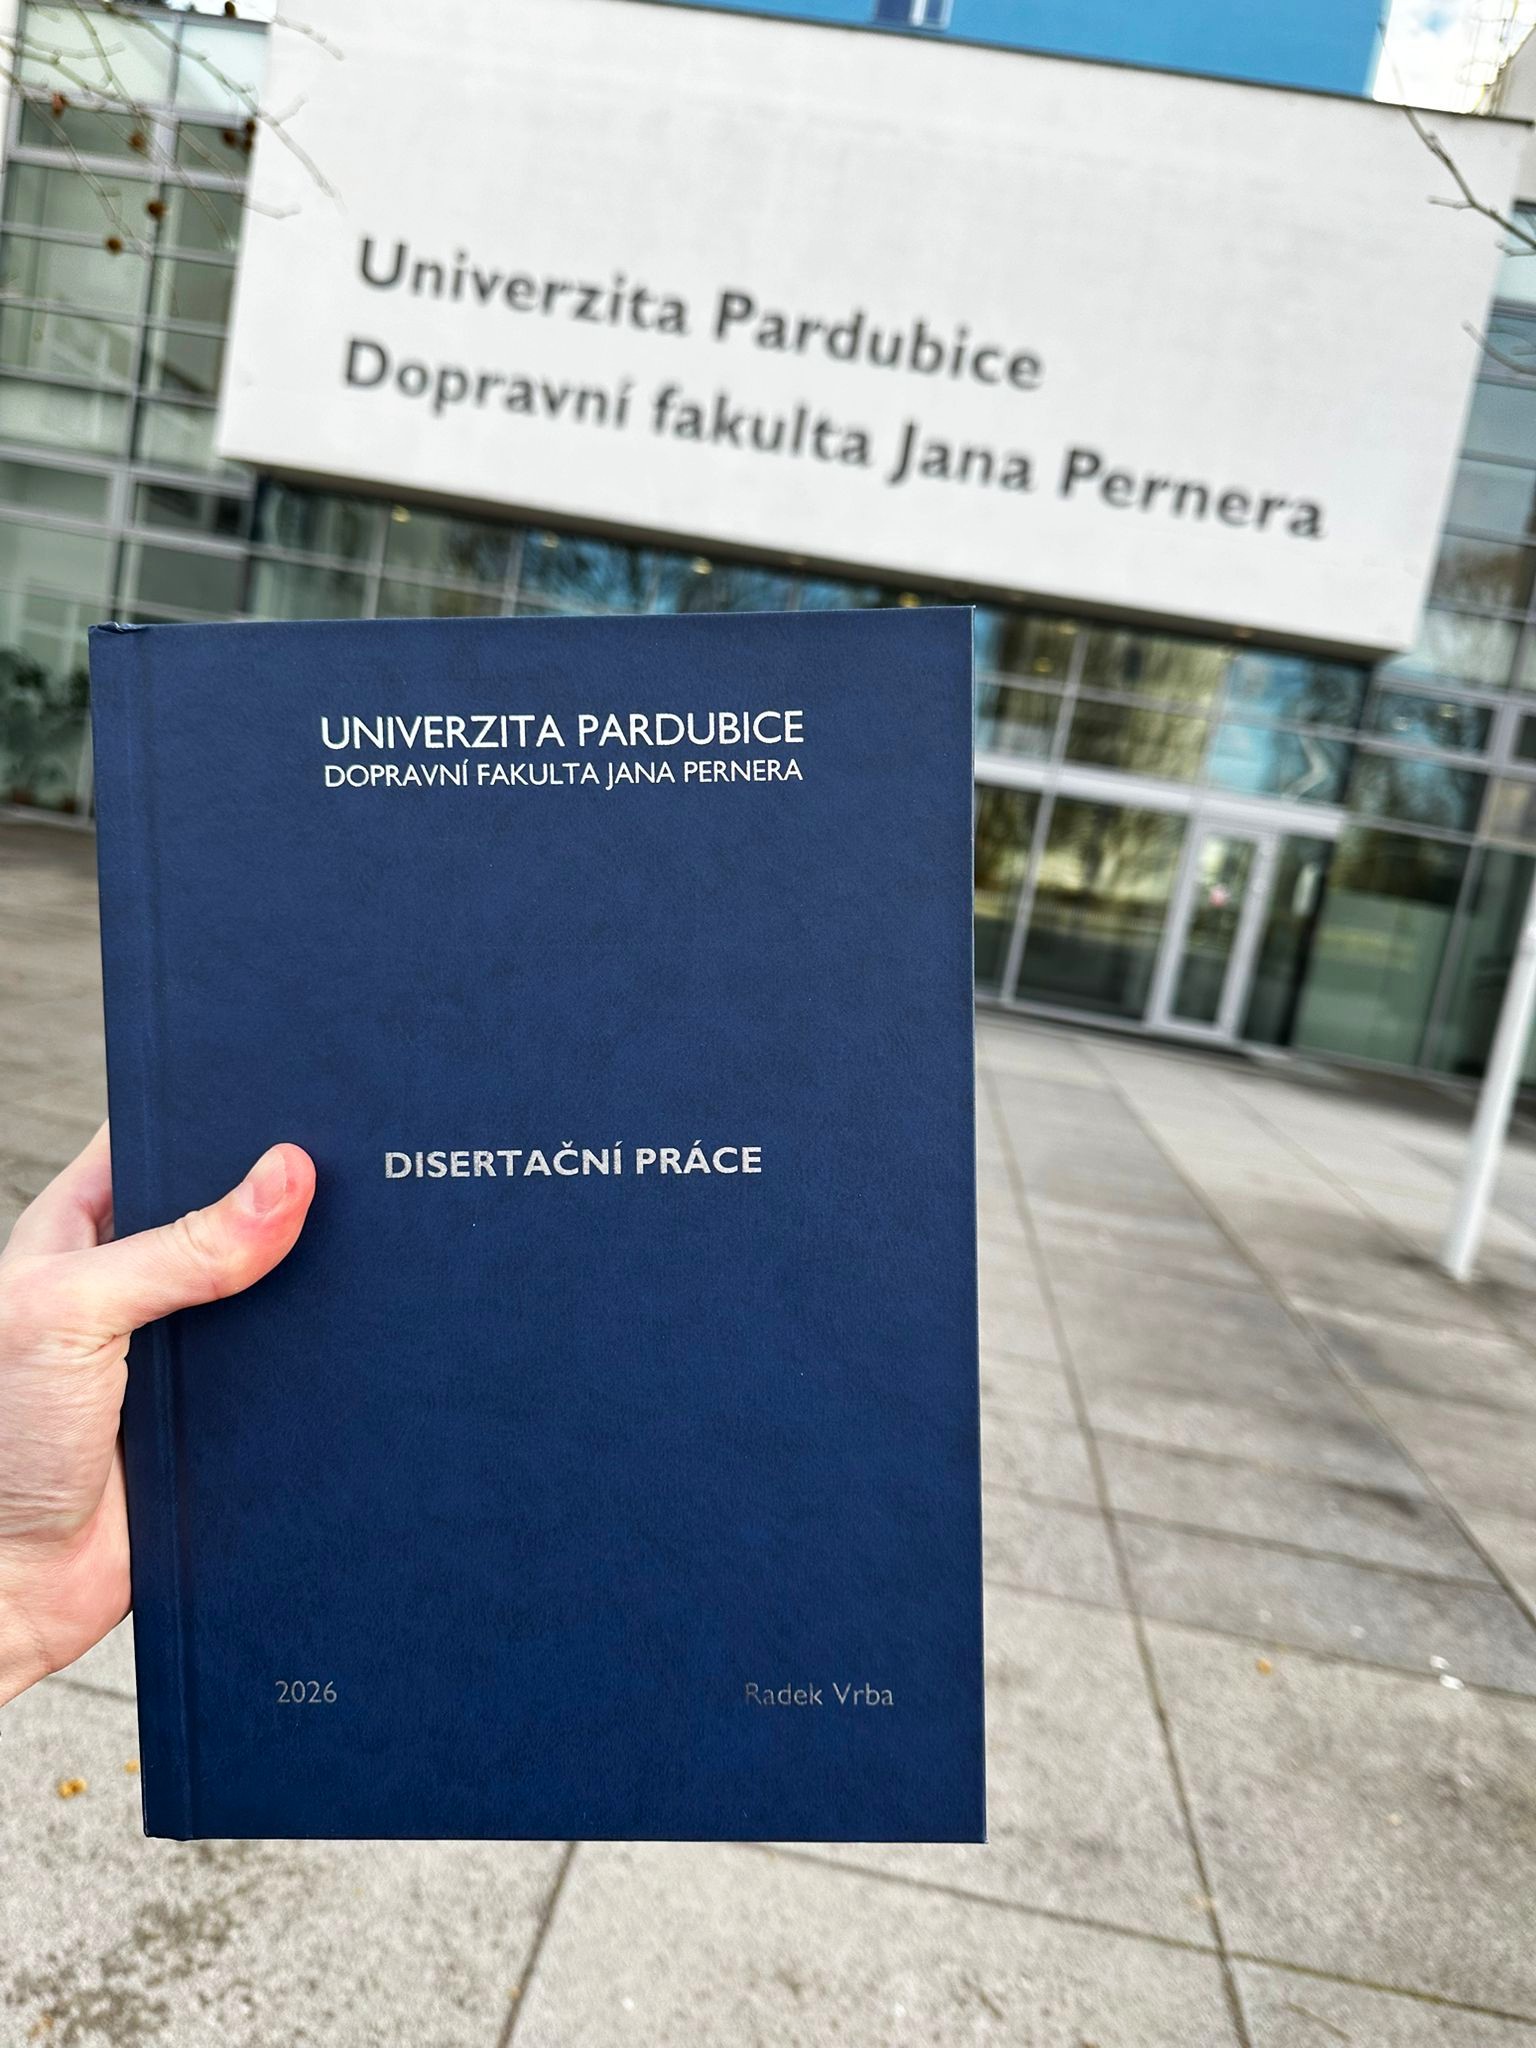 Univerzita Pardubice
Dopravní fakulta Jana Pernera
UNIVERZITA PARDUBICE
DOPRAVNÍ FAKULTA JANA PERNERA
DISERTAČNÍ PRÁCE
2026 Radek Vrba